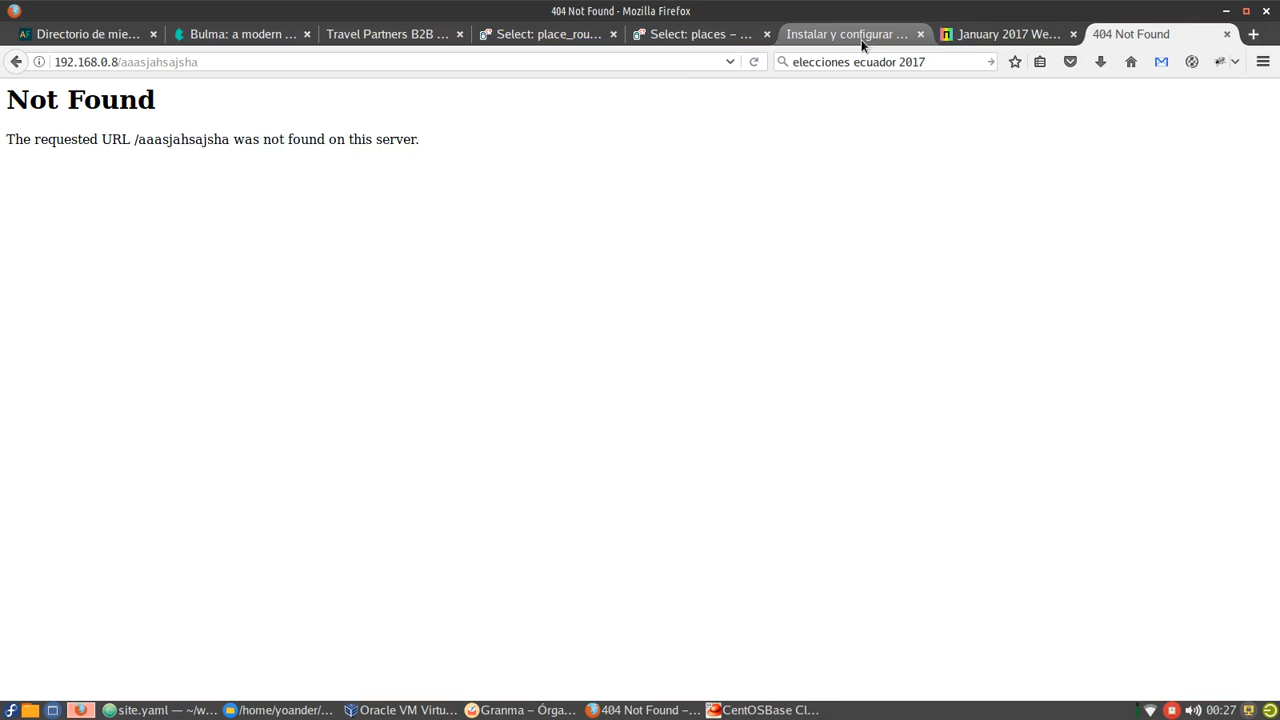 404 Not Found - Mozilla Firefox
Directorio de mie...
Bulma: a modern ...
Travel Partners B2B ...
Select: place_rou...
Select: places – ...
Instalar y configurar ...
January 2017 We...
404 Not Found
192.168.0.8/aaasjahsajsha
elecciones ecuador 2017
Not Found
The requested URL /aaasjahsajsha was not found on this server.
site.yaml — ~/w...
/home/yoander/...
Oracle VM Virtu...
Granma – Órga...
404 Not Found –...
CentOSBase Cl...
00:27